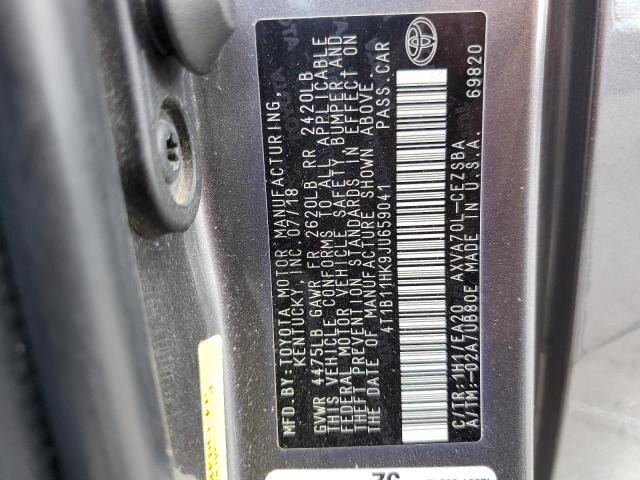 MFD. BY: TOYOTA MOTOR MANUFACTURING,
KENTUCKY, INC. 07/18
GVWR 4475LB GAWR FR 2620LB RR 2420LB
THIS VEHICLE CONFORMS TO ALL APPLICABLE
FEDERAL MOTOR VEHICLE SAFETY, BUMPER, AND
THEFT PREVENTION STANDARDS IN EFFECT ON
THE DATE OF MANUFACTURE SHOWN ABOVE.
4T1B11HK9JU659041 PASS. CAR
C/TR: 1H1/EA20 AXVA70L-CEZSBA
A/TM: -02A/UB80E MADE IN U.S.A.
69820